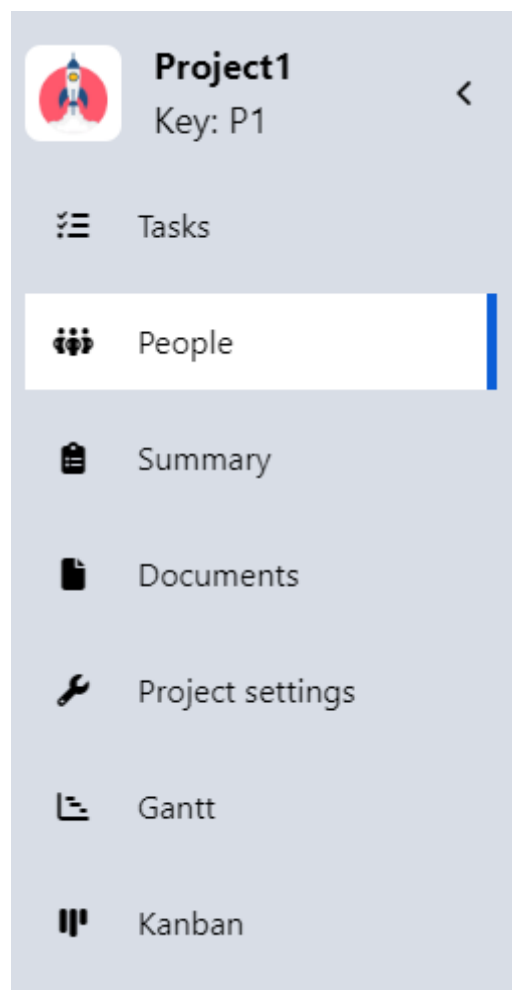 Project1
Key: P1
Tasks
People
Summary
Documents
Project settings
Gantt
Kanban